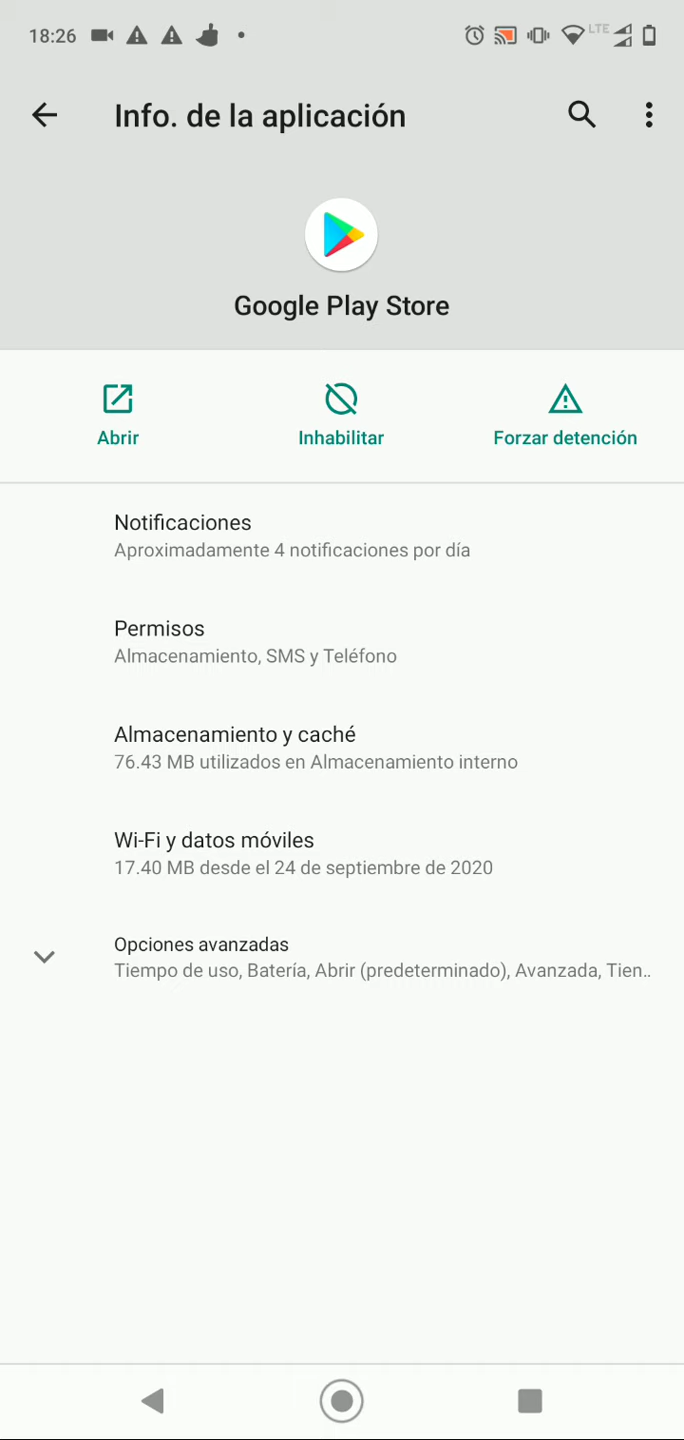 18:26
LTE
Info. de la aplicación
Google Play Store
Abrir
Inhabilitar
Forzar detención
Notificaciones
Aproximadamente 4 notificaciones por día
Permisos
Almacenamiento, SMS y Teléfono
Almacenamiento y caché
76.43 MB utilizados en Almacenamiento interno
Wi-Fi y datos móviles
17.40 MB desde el 24 de septiembre de 2020
Opciones avanzadas
Tiempo de uso, Batería, Abrir (predeterminado), Avanzada, Tien..